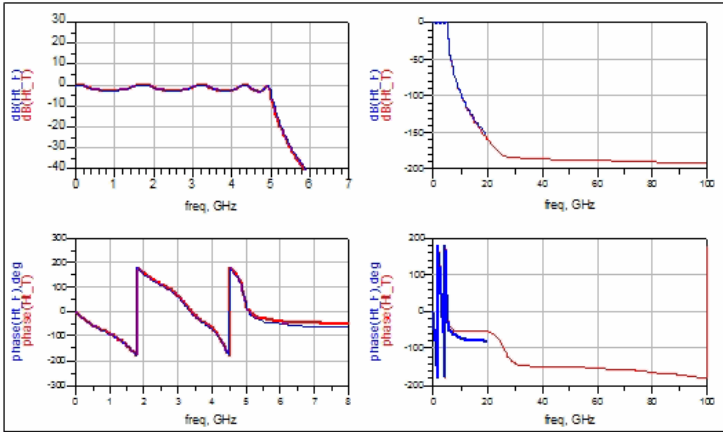 30
20
10
0
-10
-20
-30
-40
dB(Ht_F)
dB(Ht_T)
0 1 2 3 4 5 6 7
freq, GHz
0
-50
-100
-150
-200
dB(Ht_F)
dB(Ht_T)
0 20 40 60 80 100
freq, GHz
300
200
100
0
-100
-200
-300
phase(Ht_F),deg
phase(Ht_T)
0 2 4 6 8
freq, GHz
200
100
0
-100
-200
phase(Ht_F),deg
phase(Ht_T)
0 20 40 60 80 100
freq, GHz